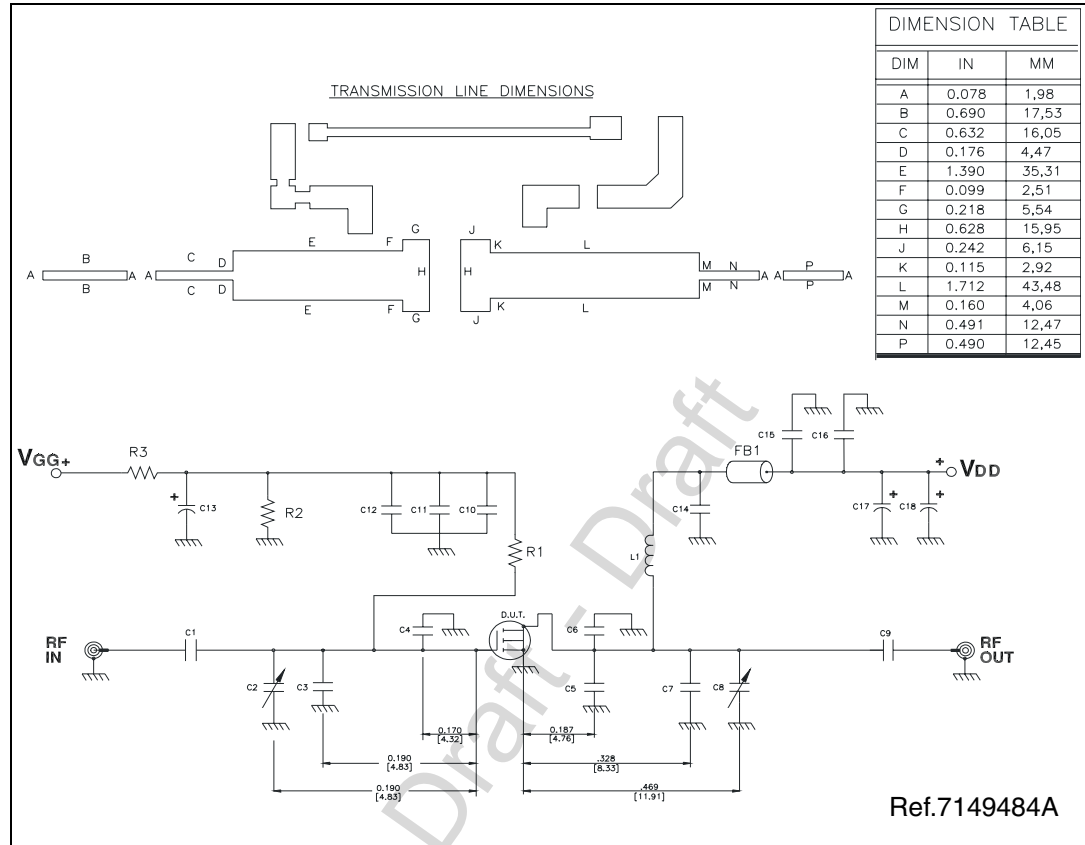 DIMENSION TABLE
DIM IN MM
A 0.078 1,98
B 0.690 17,53
C 0.632 16,05
D 0.176 4,47
E 1.390 35,31
F 0.099 2,51
G 0.218 5,54
H 0.628 15,95
J 0.242 6,15
K 0.115 2,92
L 1.712 43,48
M 0.160 4,06
N 0.491 12,47
P 0.490 12,45
TRANSMISSION LINE DIMENSIONS
G J
E F K L
B C D M N P
A A A H H A A A
B C D M N P
E F K L
G J
C15 C16
VGG+ R3 FB1 + VDD
+ C13 R2 C12 C11 C10 C14 C17 + C18 +
R1 L1
D.U.T.
RF IN C1 C4 C6 C9 RF OUT
C2 C3 C5 C7 C8
0.170 [4.32] 0.187 [4.76]
0.190 [4.83] .328 [8.33]
0.190 [4.83] .469 [11.91]
Draft - Draft
Ref.7149484A